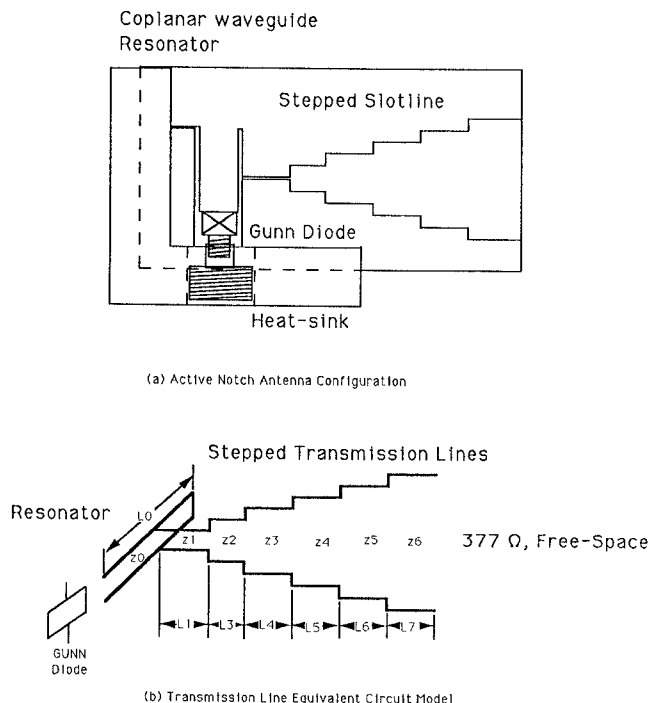 Coplanar waveguide
Resonator
Stepped Slotline
Gunn Diode
Heat-sink
(a) Active Notch Antenna Configuration
Stepped Transmission Lines
Resonator
L0
z0
z1 z2 z3 z4 z5 z6
377 Ω, Free-Space
L1 L3 L4 L5 L6 L7
GUNN
Diode
(b) Transmission Line Equivalent Circuit Model